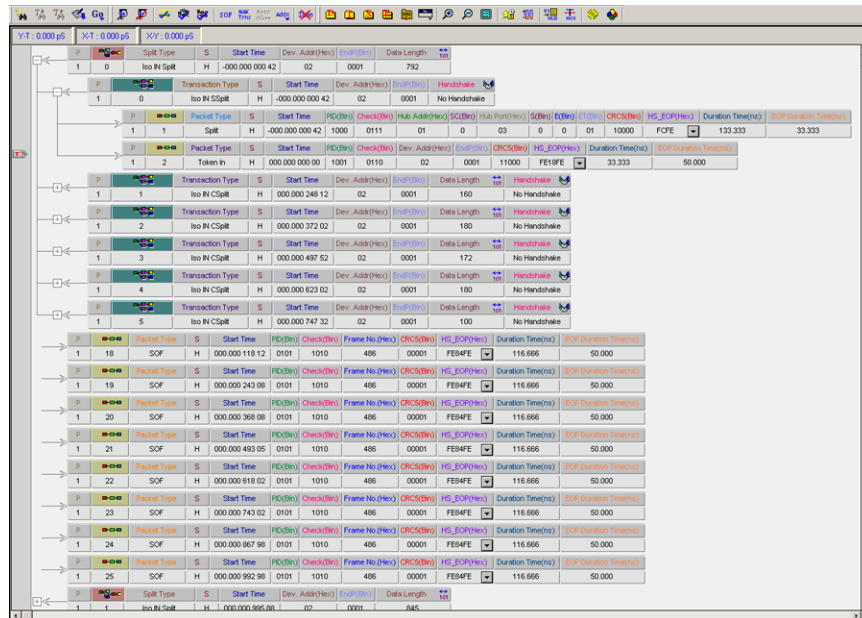 SOF NAK Trns Keep Alive ADDR
Y-T : 0.000 pS X-T : 0.000 pS X-Y : 0.000 pS
P Split Type S Start Time Dev. Addr(Hex) EndP(Bin) Data Length 101
1 0 Iso IN Split H -000.000 000 42 02 0001 792
P Transaction Type S Start Time Dev. Addr(Hex) EndP(Bin) Handshake
1 0 Iso IN SSplit H -000.000 000 42 02 0001 No Handshake
P Packet Type S Start Time PID(Bin) Check(Bin) Hub Addr(Hex) SC(Bin) Hub Port(Hex) S(Bin) E(Bin) ET(Bin) CRC5(Bin) HS_EOP(Hex) Duration Time(ns) EOP Duration Time(ns)
1 1 Split H -000.000 000 42 1000 0111 01 0 03 0 0 01 10000 FCFE 133.333 33.333
P Packet Type S Start Time PID(Bin) Check(Bin) Dev. Addr(Hex) EndP(Bin) CRC5(Bin) HS_EOP(Hex) Duration Time(ns) EOP Duration Time(ns)
1 2 Token In H 000.000 000 00 1001 0110 02 0001 11000 FE18FE 33.333 50.000
P Transaction Type S Start Time Dev. Addr(Hex) EndP(Bin) Data Length 101 Handshake
1 1 Iso IN CSplit H 000.000 248 12 02 0001 160 No Handshake
P Transaction Type S Start Time Dev. Addr(Hex) EndP(Bin) Data Length 101 Handshake
1 2 Iso IN CSplit H 000.000 372 02 02 0001 180 No Handshake
P Transaction Type S Start Time Dev. Addr(Hex) EndP(Bin) Data Length 101 Handshake
1 3 Iso IN CSplit H 000.000 497 52 02 0001 172 No Handshake
P Transaction Type S Start Time Dev. Addr(Hex) EndP(Bin) Data Length 101 Handshake
1 4 Iso IN CSplit H 000.000 623 02 02 0001 180 No Handshake
P Transaction Type S Start Time Dev. Addr(Hex) EndP(Bin) Data Length 101 Handshake
1 5 Iso IN CSplit H 000.000 747 32 02 0001 100 No Handshake
P Packet Type S Start Time PID(Bin) Check(Bin) Frame No.(Hex) CRC5(Bin) HS_EOP(Hex) Duration Time(ns) EOP Duration Time(ns)
1 18 SOF H 000.000 118 12 0101 1010 486 00001 FE84FE 116.666 50.000
P Packet Type S Start Time PID(Bin) Check(Bin) Frame No.(Hex) CRC5(Bin) HS_EOP(Hex) Duration Time(ns) EOP Duration Time(ns)
1 19 SOF H 000.000 243 08 0101 1010 486 00001 FE84FE 116.666 50.000
P Packet Type S Start Time PID(Bin) Check(Bin) Frame No.(Hex) CRC5(Bin) HS_EOP(Hex) Duration Time(ns) EOP Duration Time(ns)
1 20 SOF H 000.000 368 08 0101 1010 486 00001 FE84FE 116.666 50.000
P Packet Type S Start Time PID(Bin) Check(Bin) Frame No.(Hex) CRC5(Bin) HS_EOP(Hex) Duration Time(ns) EOP Duration Time(ns)
1 21 SOF H 000.000 493 05 0101 1010 486 00001 FE84FE 116.666 50.000
P Packet Type S Start Time PID(Bin) Check(Bin) Frame No.(Hex) CRC5(Bin) HS_EOP(Hex) Duration Time(ns) EOP Duration Time(ns)
1 22 SOF H 000.000 618 02 0101 1010 486 00001 FE84FE 116.666 50.000
P Packet Type S Start Time PID(Bin) Check(Bin) Frame No.(Hex) CRC5(Bin) HS_EOP(Hex) Duration Time(ns) EOP Duration Time(ns)
1 23 SOF H 000.000 743 02 0101 1010 486 00001 FE84FE 116.666 50.000
P Packet Type S Start Time PID(Bin) Check(Bin) Frame No.(Hex) CRC5(Bin) HS_EOP(Hex) Duration Time(ns) EOP Duration Time(ns)
1 24 SOF H 000.000 867 98 0101 1010 486 00001 FE84FE 116.666 50.000
P Packet Type S Start Time PID(Bin) Check(Bin) Frame No.(Hex) CRC5(Bin) HS_EOP(Hex) Duration Time(ns) EOP Duration Time(ns)
1 25 SOF H 000.000 992 98 0101 1010 486 00001 FE84FE 116.666 50.000
P Split Type S Start Time Dev. Addr(Hex) EndP(Bin) Data Length 101
1 1 Iso IN Split H 000.000 995 88 02 0001 845